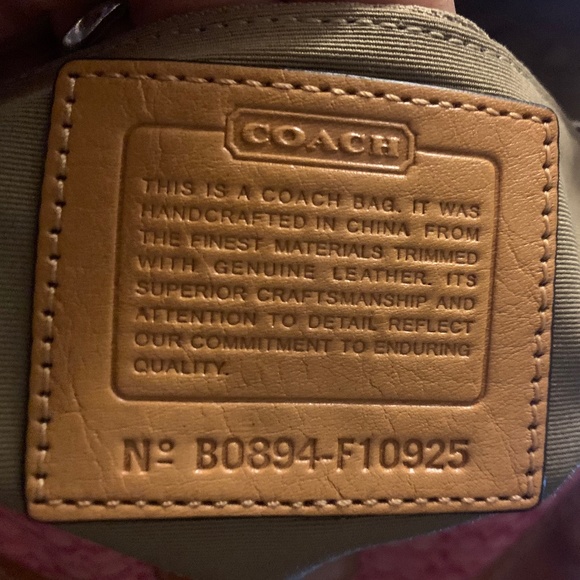 COACH
THIS IS A COACH BAG. IT WAS
HANDCRAFTED IN CHINA FROM
THE FINEST MATERIALS TRIMMED
WITH GENUINE LEATHER. ITS
SUPERIOR CRAFTSMANSHIP AND
ATTENTION TO DETAIL REFLECT
OUR COMMITMENT TO ENDURING
QUALITY.
Nº B0894-F10925